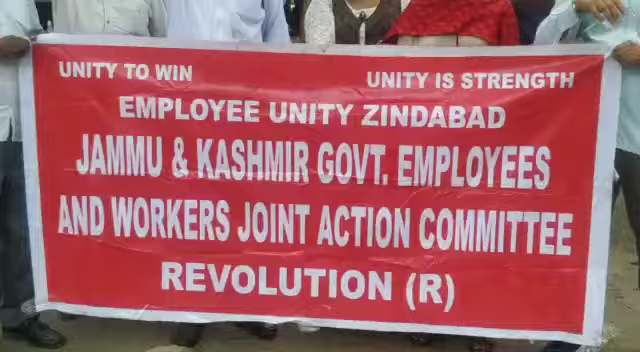 UNITY TO WIN UNITY IS STRENGTH
EMPLOYEE UNITY ZINDABAD
JAMMU & KASHMIR GOVT. EMPLOYEES
AND WORKERS JOINT ACTION COMMITTEE
REVOLUTION (R)